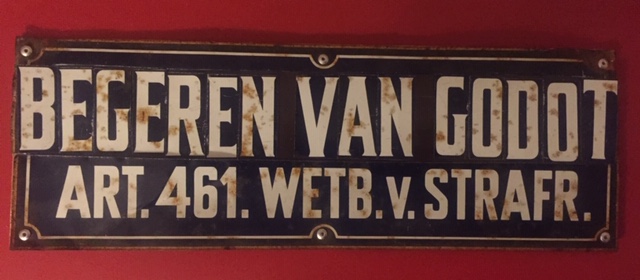 BEGEREN VAN GODOT
ART. 461. WETB. v. STRAFR.